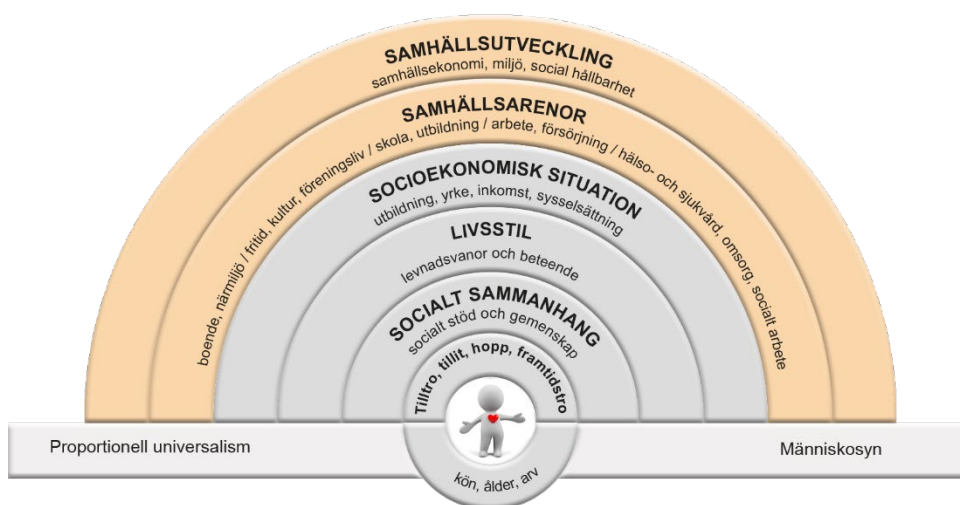 SAMHÄLLSUTVECKLING
samhällsekonomi, miljö, social hållbarhet
SAMHÄLLSARENOR
boende, närmiljö / fritid, kultur, föreningsliv / skola, utbildning / arbete, försörjning / hälso- och sjukvård, omsorg, socialt arbete
SOCIOEKONOMISK SITUATION
utbildning, yrke, inkomst, sysselsättning
LIVSSTIL
levnadsvanor och beteende
SOCIALT SAMMANHANG
socialt stöd och gemenskap
Tilltro, tillit, hopp, framtidstro
Proportionell universalism
Människosyn
kön, ålder, arv